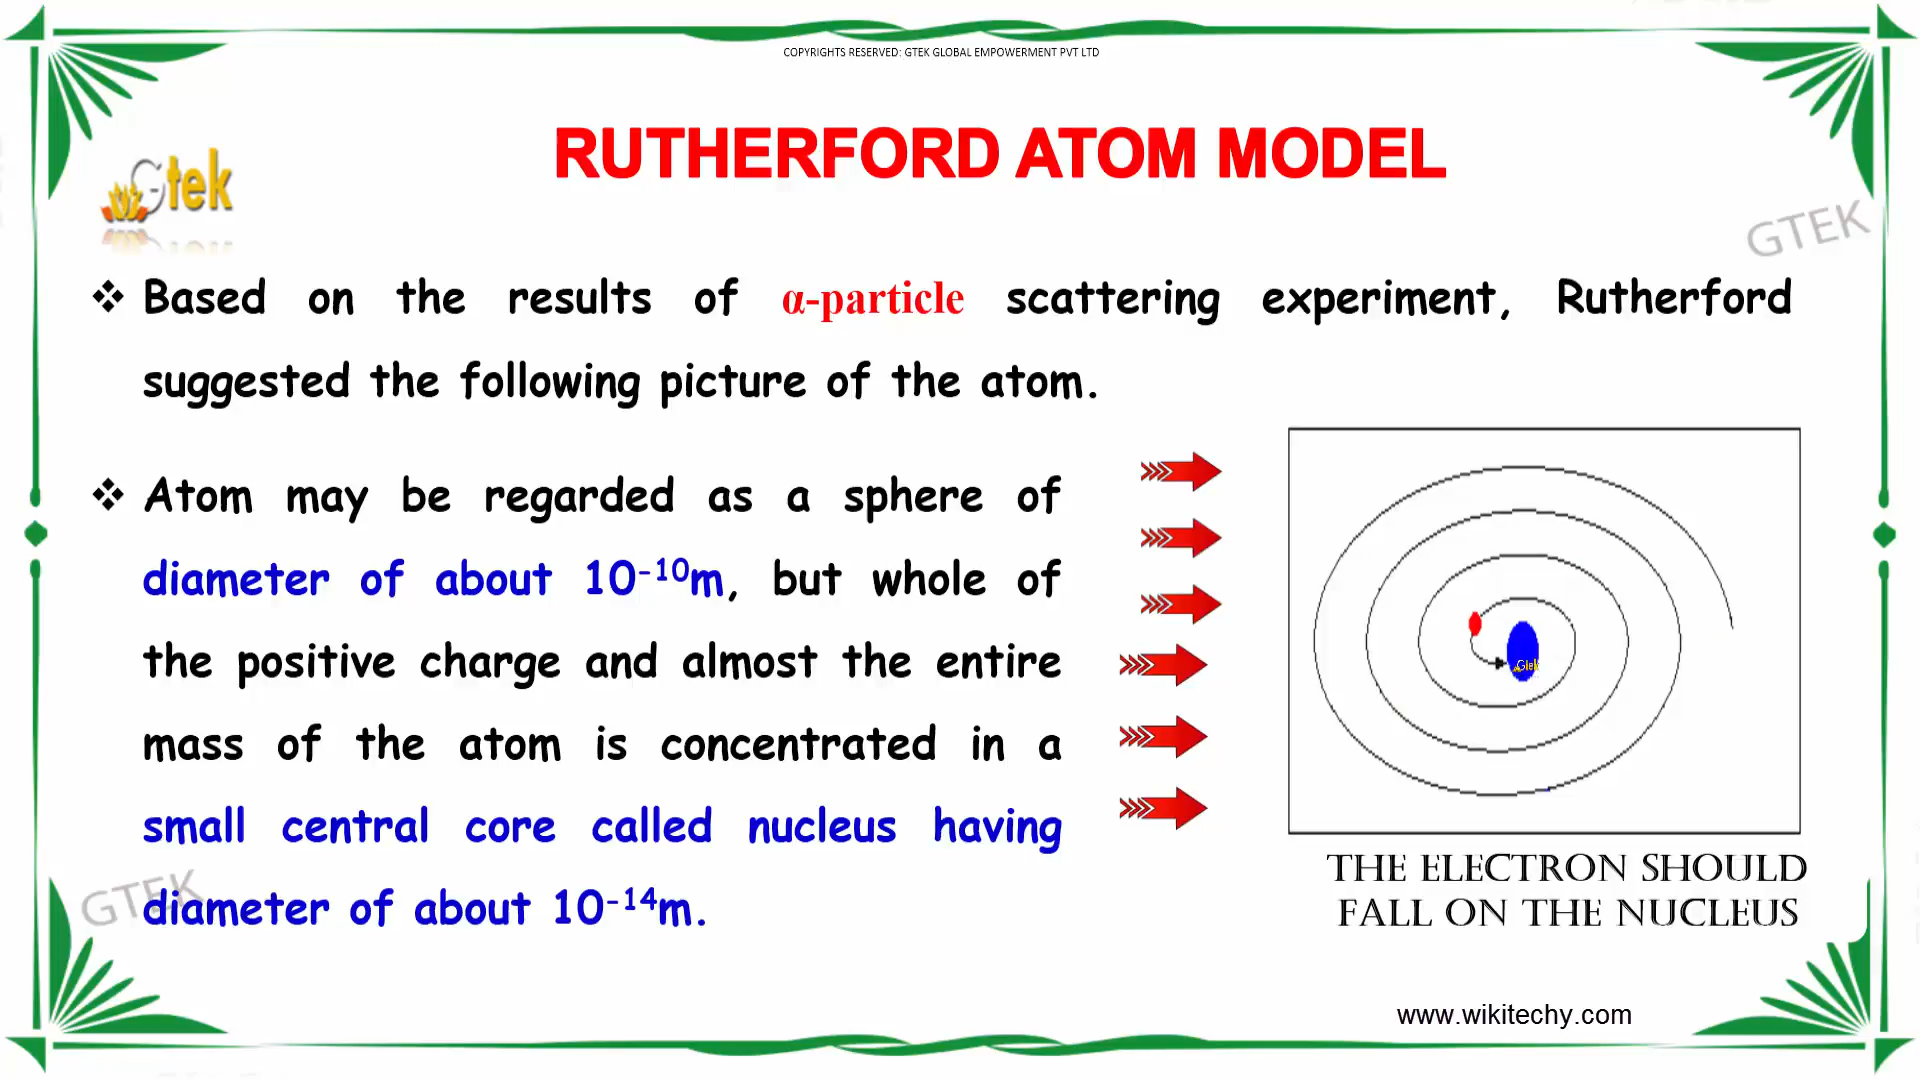 COPYRIGHTS RESERVTD: GTEK GLOBAL EMPOWERMENT PVT LTD
RUTHERFORD ATOM MODEL
Gtek
GTEK
❖ Based on the results of α-particle scattering experiment, Rutherford
suggested the following picture of the atom.
❖ Atom may be regarded as a sphere of
diameter of about 10⁻¹⁰m, but whole of
the positive charge and almost the entire
mass of the atom is concentrated in a
small central core called nucleus having
diameter of about 10⁻¹⁴m.
GTEK
Gtek
THE ELECTRON SHOULD
FALL ON THE NUCLEUS
www.wikitechy.com